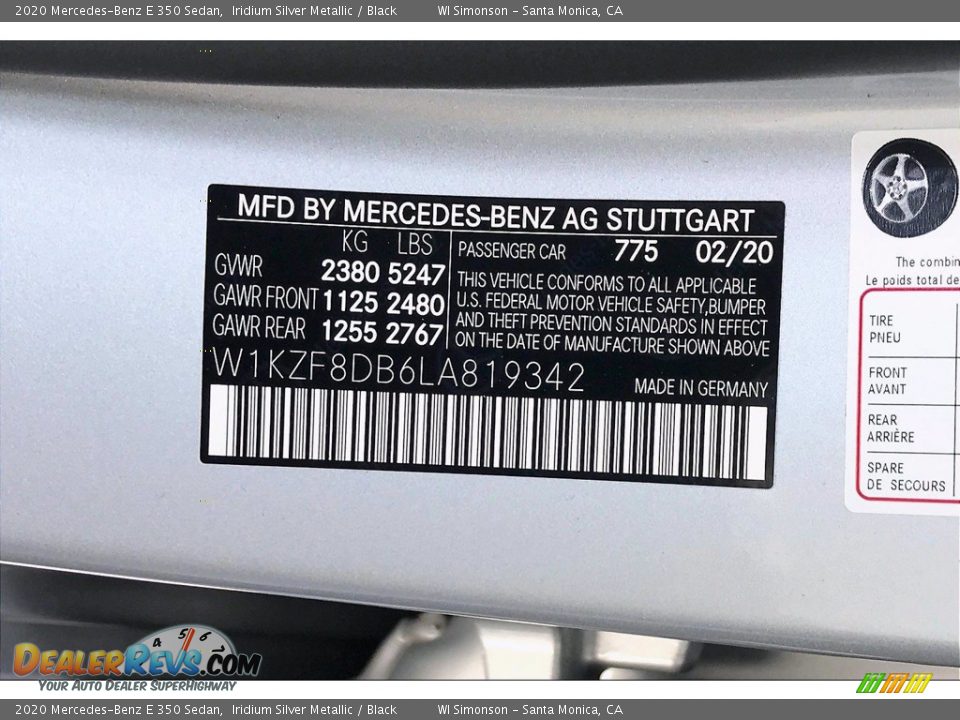 2020 Mercedes-Benz E 350 Sedan, Iridium Silver Metallic / Black WI Simonson - Santa Monica, CA
MFD BY MERCEDES-BENZ AG STUTTGART
KG LBS
GVWR 2380 5247
GAWR FRONT 1125 2480
GAWR REAR 1255 2767
PASSENGER CAR 775 02/20
THIS VEHICLE CONFORMS TO ALL APPLICABLE
U.S. FEDERAL MOTOR VEHICLE SAFETY,BUMPER
AND THEFT PREVENTION STANDARDS IN EFFECT
ON THE DATE OF MANUFACTURE SHOWN ABOVE
W1KZF8DB6LA819342
MADE IN GERMANY
The combin
Le poids total de
TIRE
PNEU
FRONT
AVANT
REAR
ARRIÈRE
SPARE
DE SECOURS
4 5 6
DEALERREVS.COM
YOUR AUTO DEALER SUPERHIGHWAY
2020 Mercedes-Benz E 350 Sedan, Iridium Silver Metallic / Black WI Simonson - Santa Monica, CA